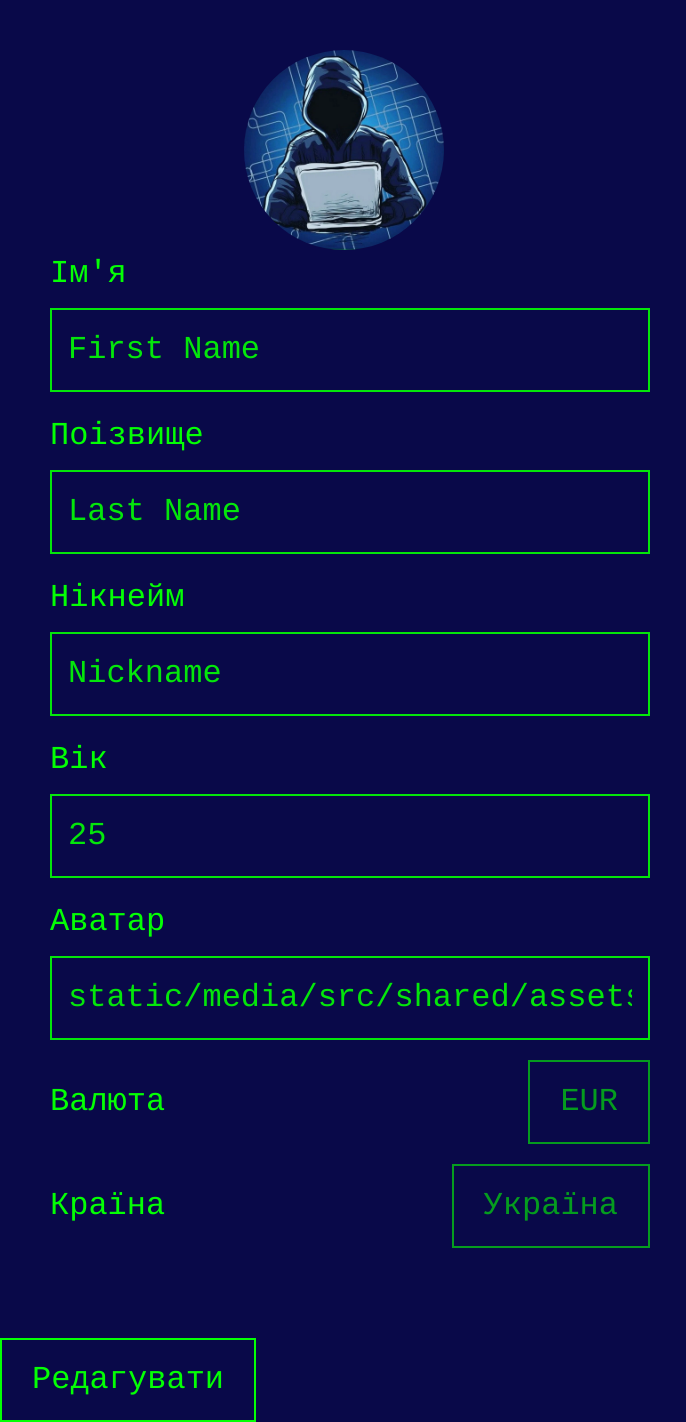 Ім'я
First Name
Поізвище
Last Name
Нікнейм
Nickname
Вік
25
Аватар
static/media/src/shared/assets
Валюта
EUR
Країна
Україна
Редагувати